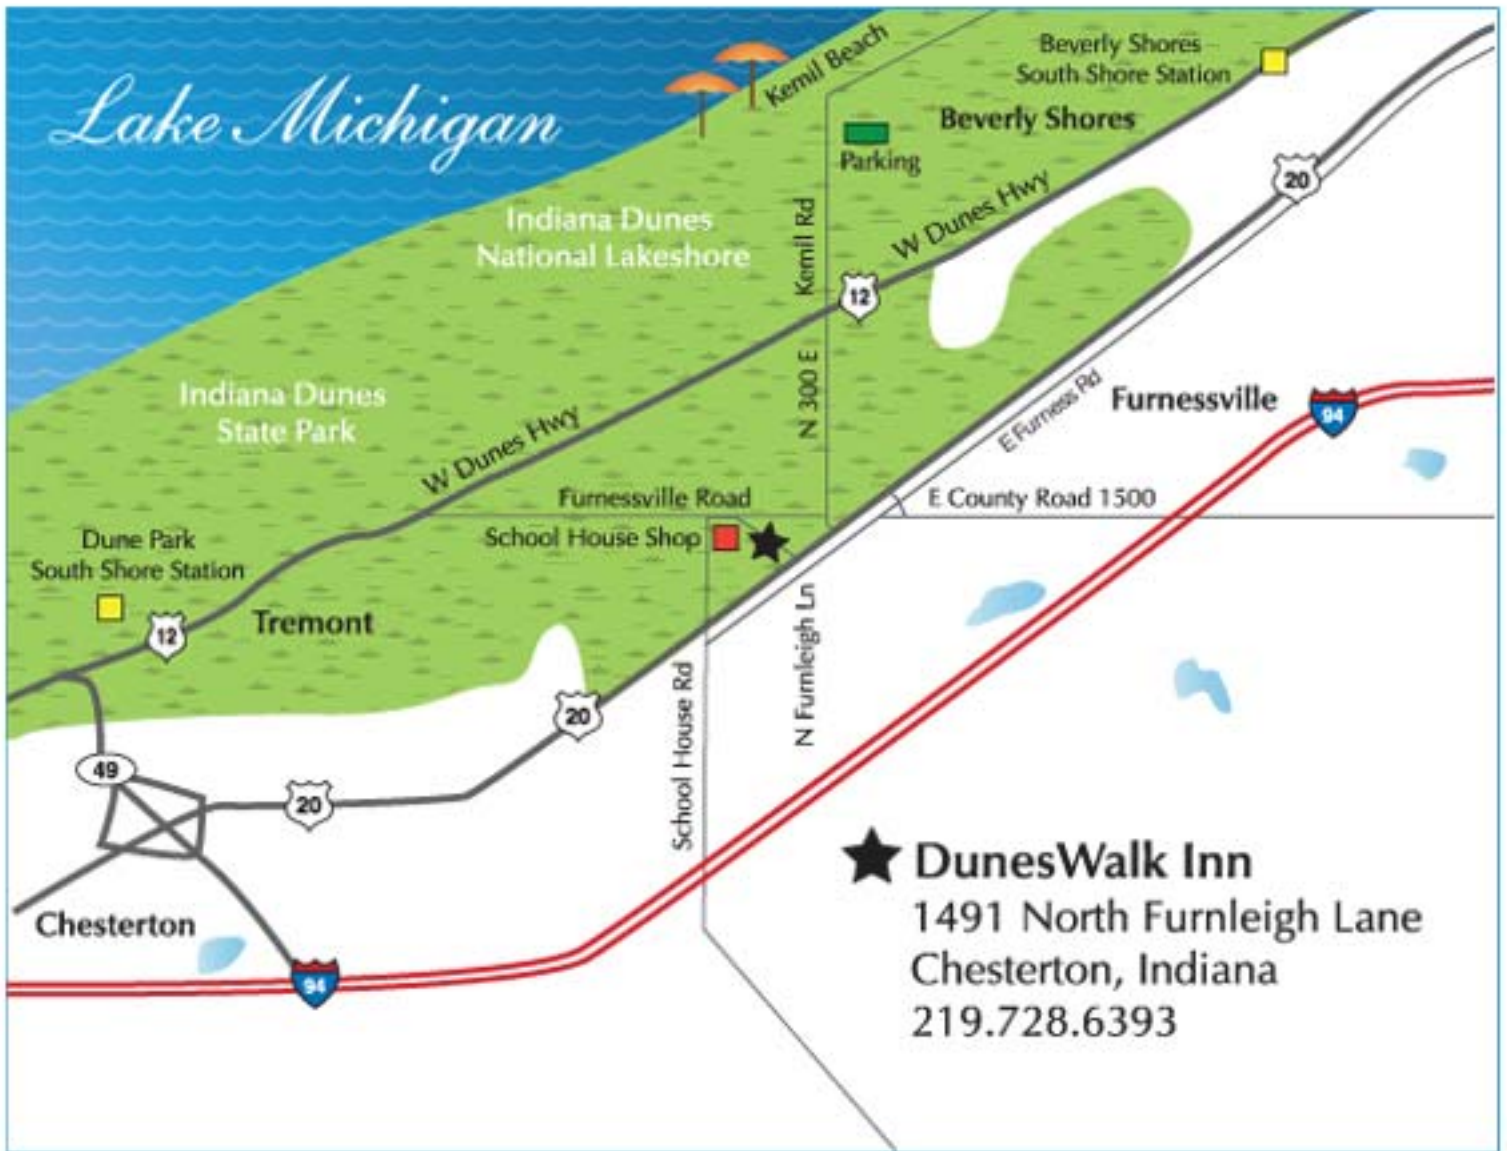 Kemil Beach
Beverly Shores
South Shore Station
Lake Michigan
Beverly Shores
Parking
20
Indiana Dunes
National Lakeshore
Kemil Rd
W Dunes Hwy
12
N 300 E
Indiana Dunes
State Park
E Furness Rd
Furnessville
94
W Dunes Hwy
Furnessville Road
E County Road 1500
School House Shop
Dune Park
South Shore Station
12
Tremont
N Furnleigh Ln
School House Rd
20
49
20
Chesterton
94
DunesWalk Inn
1491 North Furnleigh Lane
Chesterton, Indiana
219.728.6393